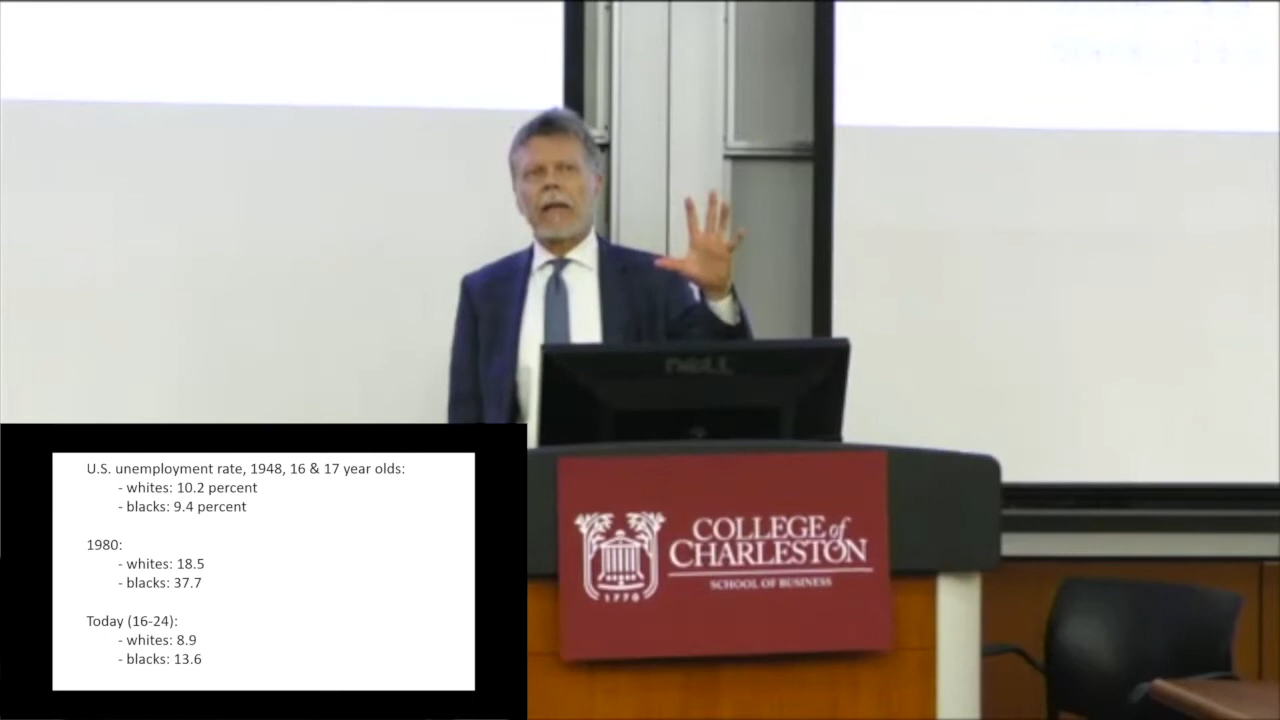 DELL
U.S. unemployment rate, 1948, 16 & 17 year olds:
- whites: 10.2 percent
- blacks: 9.4 percent
1980:
- whites: 18.5
- blacks: 37.7
Today (16-24):
- whites: 8.9
- blacks: 13.6
COLLEGE of
CHARLESTON
SCHOOL OF BUSINESS
1770